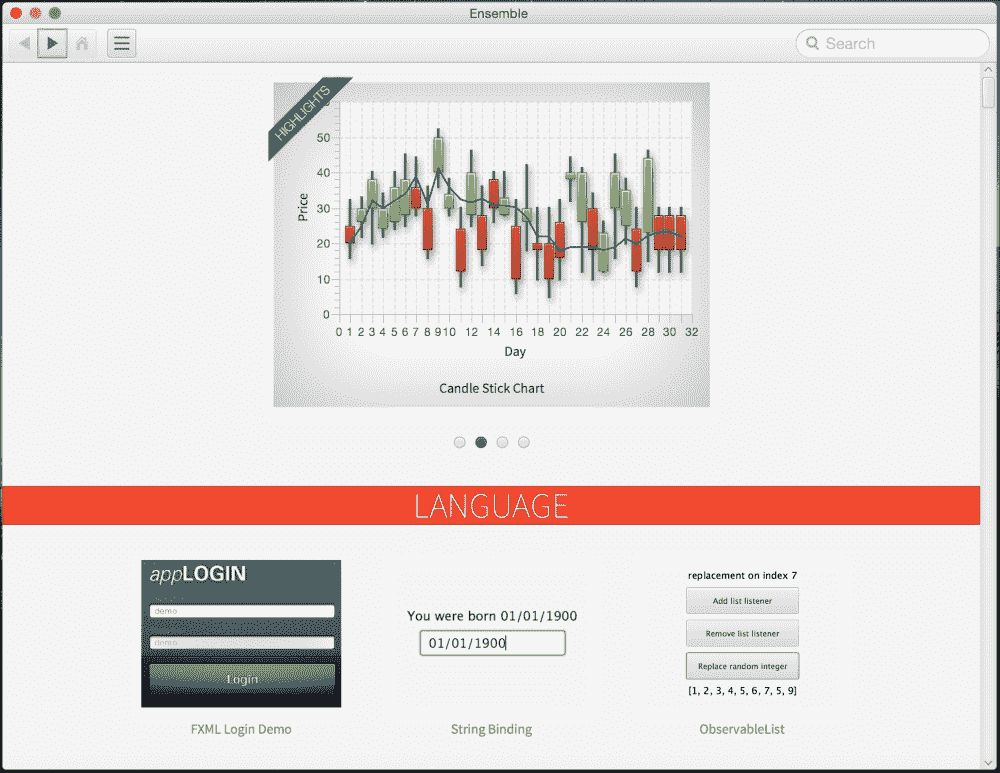 Ensemble
Search
HIGHLIGHTS
50
40
30
20
10
0
Price
0 1 2 3 4 5 6 7 8 9 10 12 14 16 18 20 22 24 26 28 30 32
Day
Candle Stick Chart
LANGUAGE
appLOGIN
demo
demo
Login
FXML Login Demo
You were born 01/01/1900
01/01/1900
String Binding
replacement on index 7
Add list listener
Remove list listener
Replace random integer
[1, 2, 3, 4, 5, 6, 7, 5, 9]
ObservableList